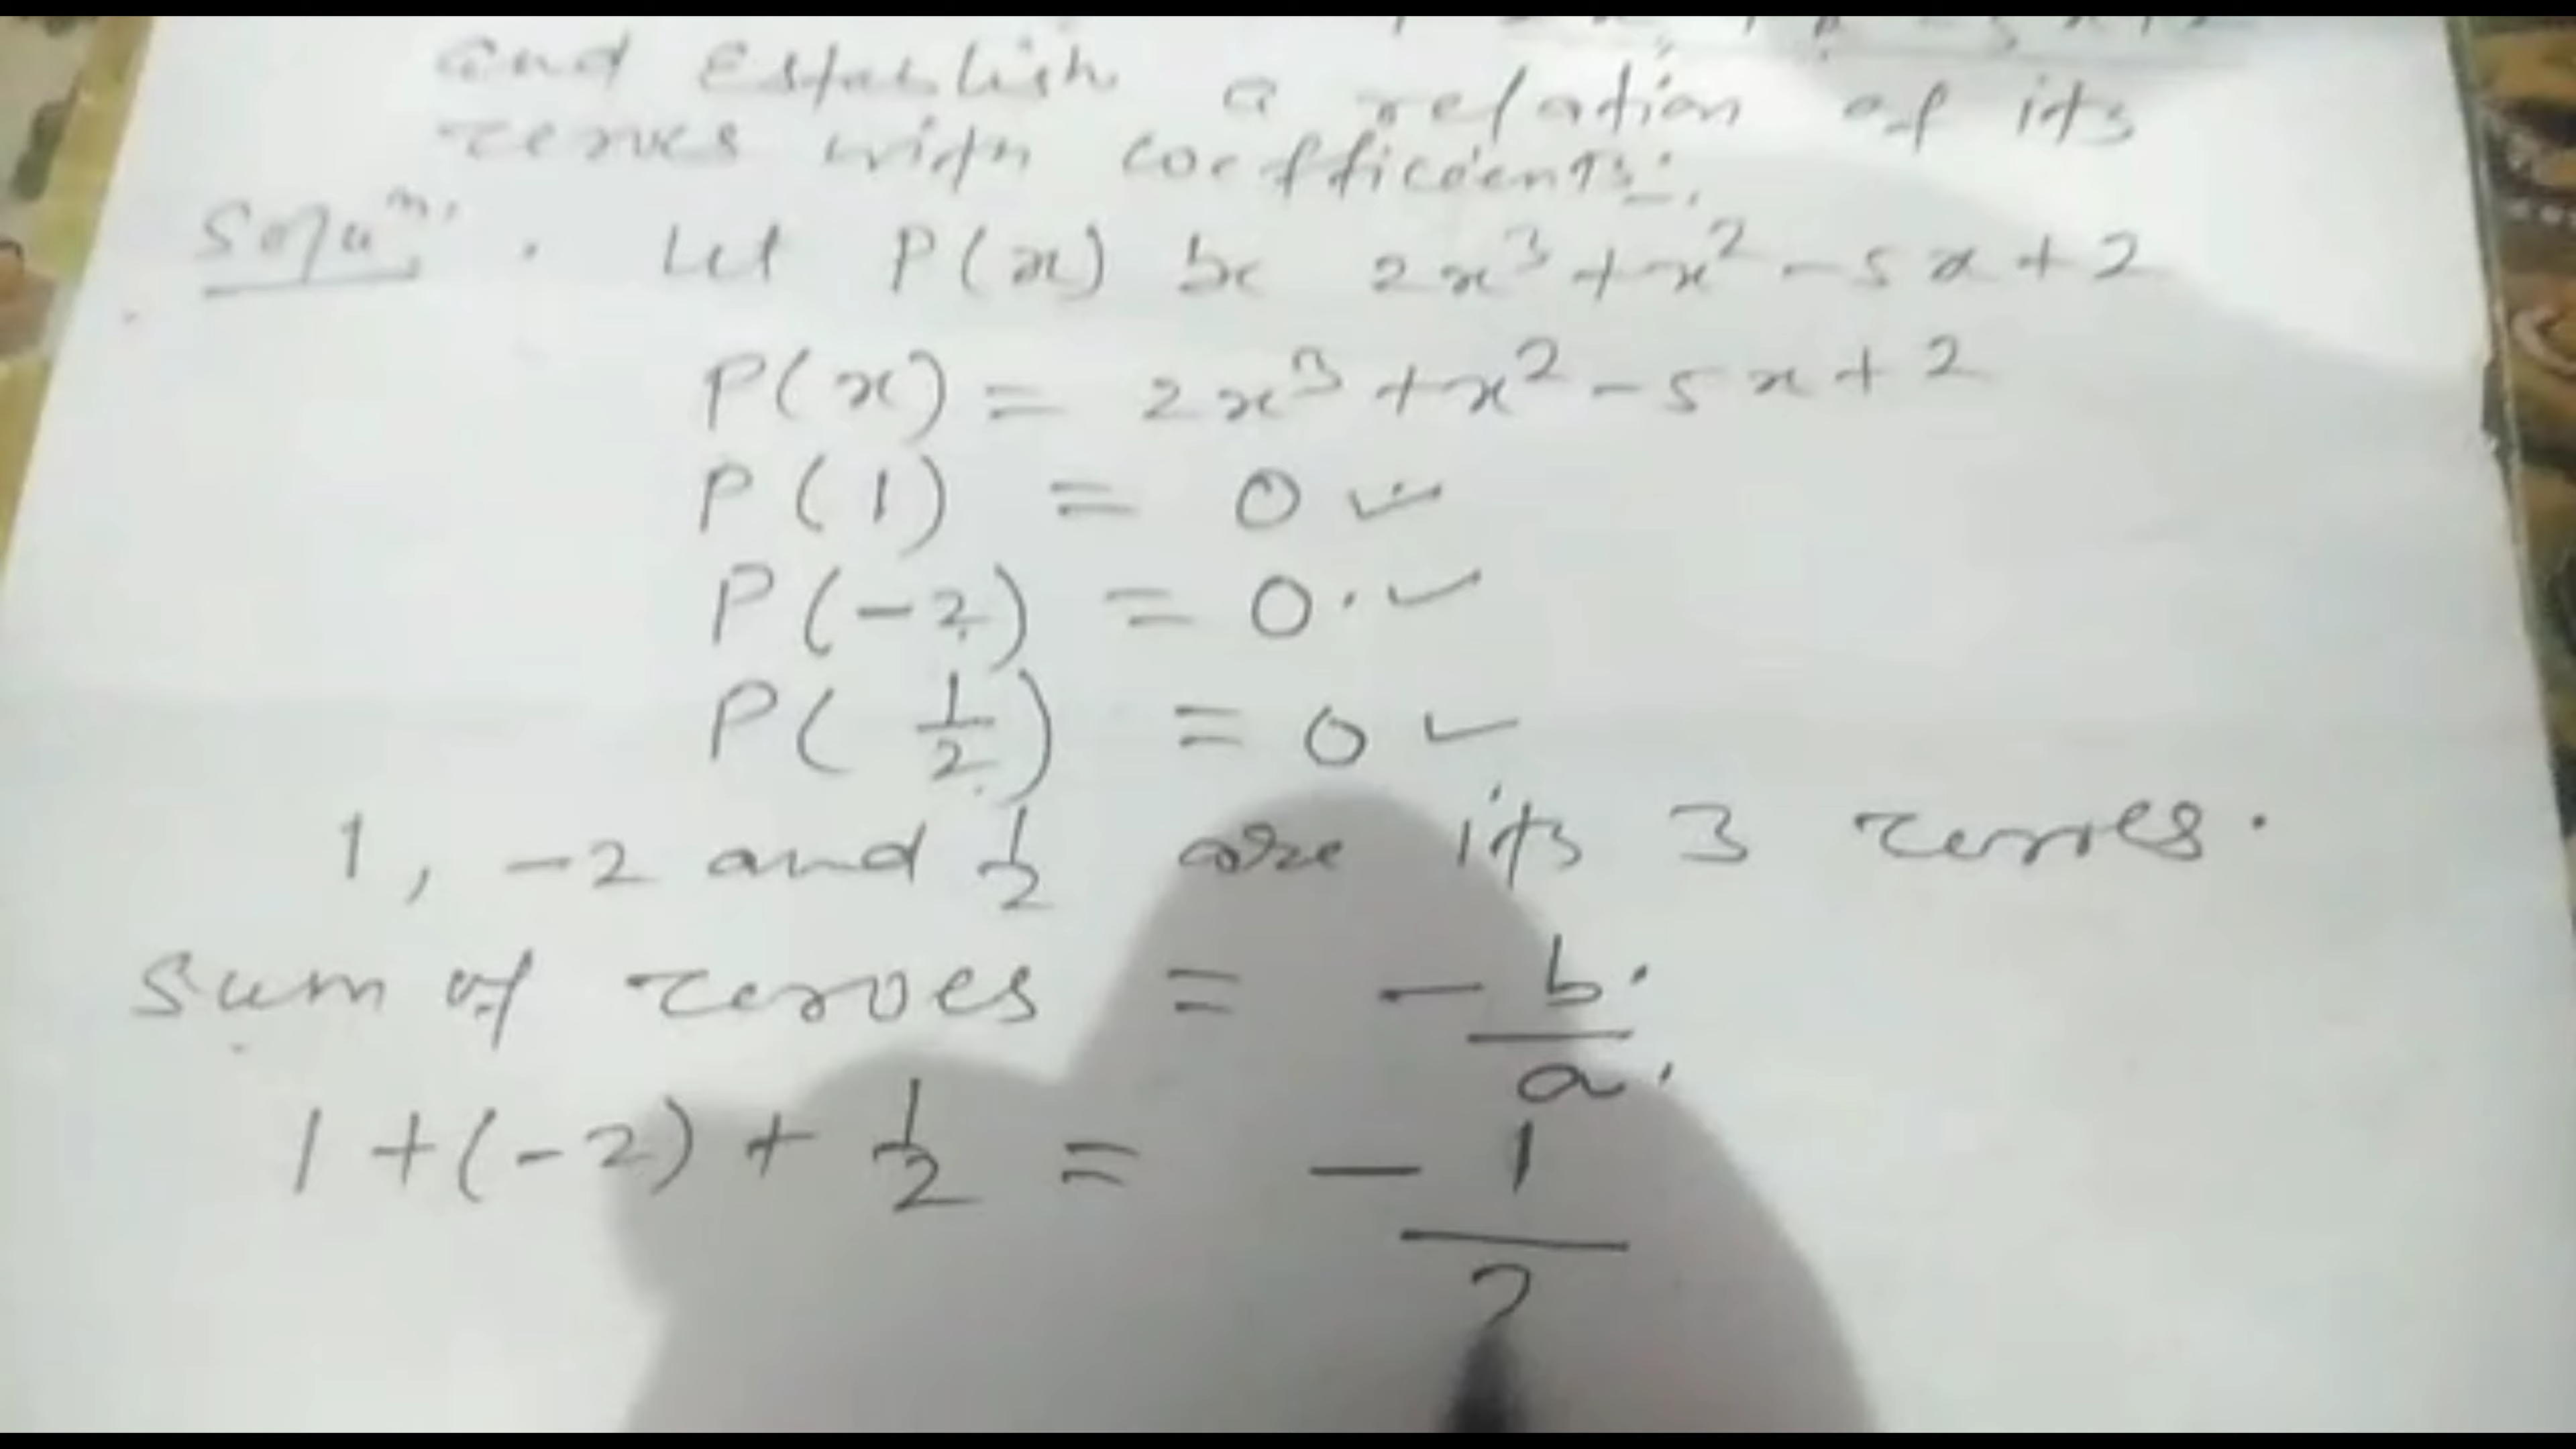 and Establish a relation of its
zeroes with coefficients:-
Solun. Let P(x) be 2x³+x²-5x+2
P(x) = 2x³+x²-5x+2
P(1) = 0 ✓
P(-2) = 0. ✓
P(1/2) = 0 ✓
1, -2 and 1/2 are its 3 zeroes.
Sum of zeroes = -b/a
1+(-2)+1/2 = -1/2